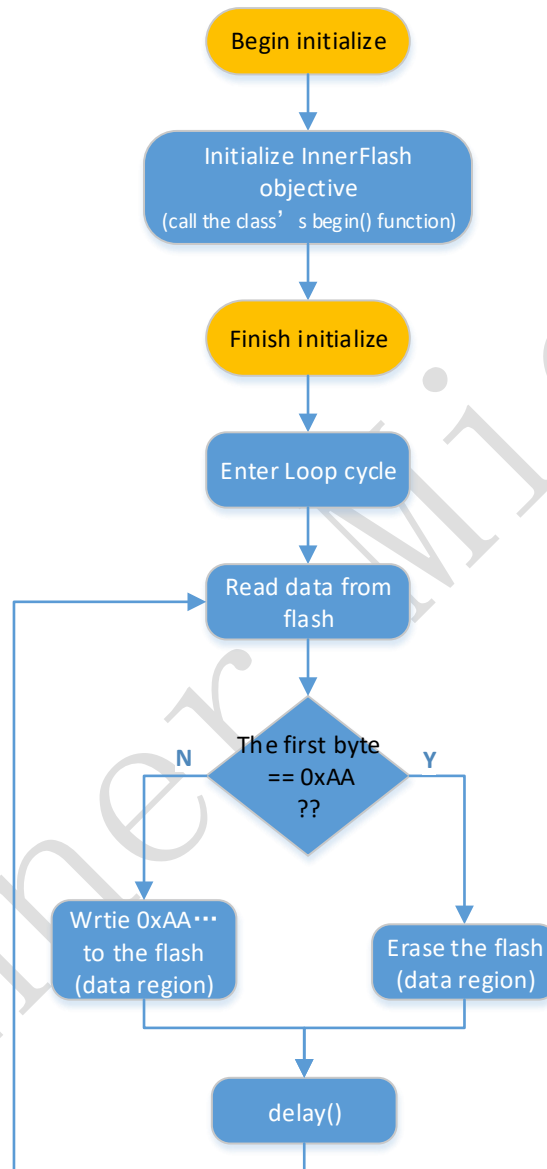 Begin initialize
Initialize InnerFlash
objective
(call the class’s begin() function)
Finish initialize
Enter Loop cycle
Read data from
flash
The first byte
== 0xAA
??
N
Y
Wrtie 0xAA…
to the flash
(data region)
Erase the flash
(data region)
delay()